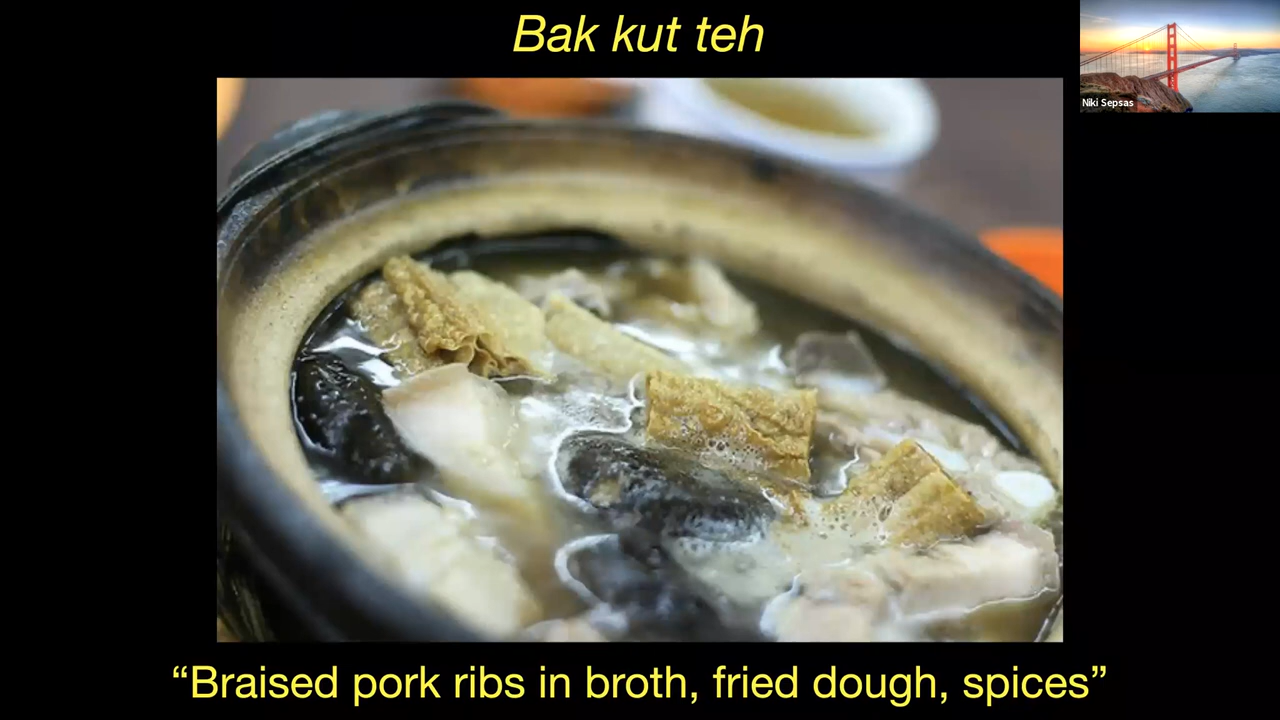 Bak kut teh
Niki Sepsas
“Braised pork ribs in broth, fried dough, spices”